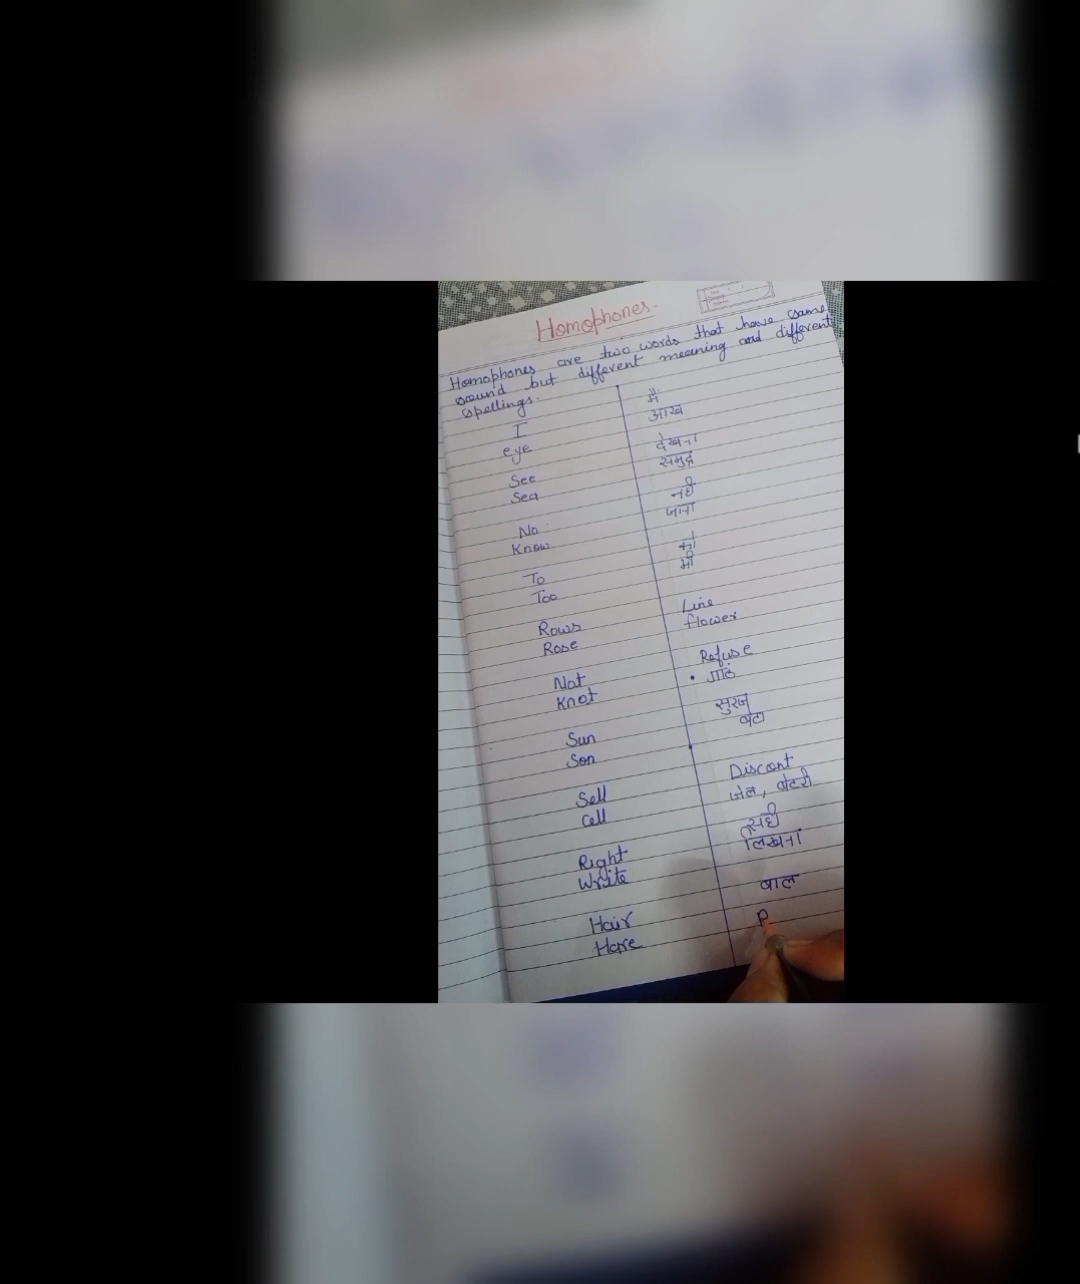 Homophones.
Homophones are two words that have same
sound but different meaning and different
spellings.
I मैं
eye आख
See देखना
Sea समुद्र
No नही
Know जाना
To को
Too भी
Rows Line
Rose flower
Not Refuse
Knot गाठं
Sun सुरज
Son बेटा
Sell Discont
Cell जेल, बेटरी
Right सही
Write लिखना
Hair बाल
Hare